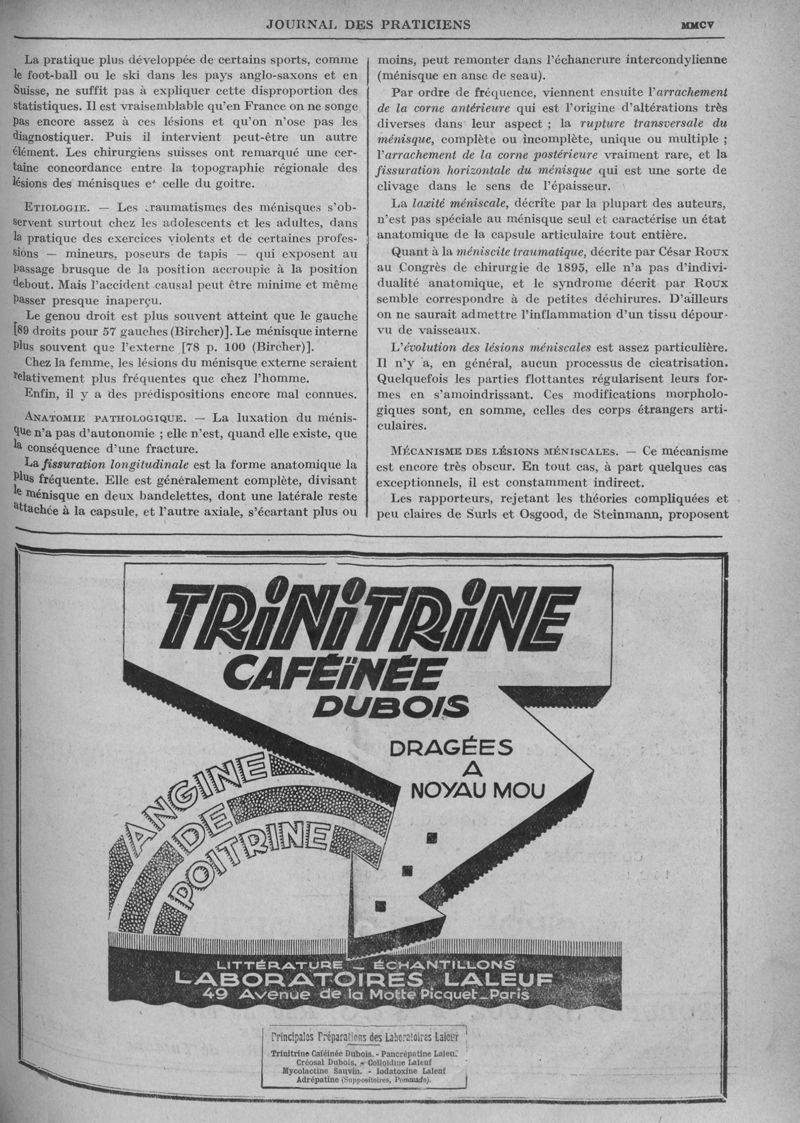 JOURNAL DES PRATICIENS
MMCV
La pratique plus développée de certains sports, comme
le foot-ball ou le ski dans les pays anglo-saxons et en
Suisse, ne suffit pas à expliquer cette disproportion des
statistiques. Il est vraisemblable qu'en France on ne songe
pas encore assez à ces lésions et qu'on n'ose pas les
diagnostiquer. Puis il intervient peut-être un autre
élément. Les chirurgiens suisses ont remarqué une cer-
taine concordance entre la topographie régionale des
lésions des ménisques et celle du goitre.
ETIOLOGIE. — Les traumatismes des ménisques s'ob-
servent surtout chez les adolescents et les adultes, dans
la pratique des exercices violents et de certaines profes-
sions — mineurs, poseurs de tapis — qui exposent au
passage brusque de la position accroupie à la position
debout. Mais l'accident causal peut être minime et même
passer presque inaperçu.
Le genou droit est plus souvent atteint que le gauche
[89 droits pour 57 gauches (Bircher)]. Le ménisque interne
plus souvent que l'externe [78 p. 100 (Bircher)].
Chez la femme, les lésions du ménisque externe seraient
relativement plus fréquentes que chez l'homme.
Enfin, il y a des prédispositions encore mal connues.
ANATOMIE PATHOLOGIQUE. — La luxation du ménis-
que n'a pas d'autonomie ; elle n'est, quand elle existe, que
la conséquence d'une fracture.
La fissuration longitudinale est la forme anatomique la
plus fréquente. Elle est généralement complète, divisant
le ménisque en deux bandelettes, dont une latérale reste
attachée à la capsule, et l'autre axiale, s'écartant plus ou
moins, peut remonter dans l'échancrure intercondylienne
(ménisque en anse de seau).
Par ordre de fréquence, viennent ensuite l'arrachement
de la corne antérieure qui est l'origine d'altérations très
diverses dans leur aspect ; la rupture transversale du
ménisque, complète ou incomplète, unique ou multiple ;
l'arrachement de la corne postérieure vraiment rare, et la
fissuration horizontale du ménisque qui est une sorte de
clivage dans le sens de l'épaisseur.
La laxité méniscale, décrite par la plupart des auteurs,
n'est pas spéciale au ménisque seul et caractérise un état
anatomique de la capsule articulaire tout entière.
Quant à la méniscite traumatique, décrite par César Roux
au Congrès de chirurgie de 1895, elle n'a pas d'indivi-
dualité anatomique, et le syndrome décrit par Roux
semble correspondre à de petites déchirures. D'ailleurs
on ne saurait admettre l'inflammation d'un tissu dépour-
vu de vaisseaux.
L'évolution des lésions méniscales est assez particulière.
Il n'y a, en général, aucun processus de cicatrisation.
Quelquefois les parties flottantes régularisent leurs for-
mes en s'amoindrissant. Ces modifications morpholo-
giques sont, en somme, celles des corps étrangers arti-
culaires.
MÉCANISME DES LÉSIONS MÉNISCALES. — Ce mécanisme
est encore très obscur. En tout cas, à part quelques cas
exceptionnels, il est constamment indirect.
Les rapporteurs, rejetant les théories compliquées et
peu claires de Surls et Osgood, de Steinmann, proposent
TRiNiTRiNE
CAFÉÏNÉE
DUBOIS
DRAGÉES
A
NOYAU MOU
ANGINE
DE
POITRINE
LITTÉRATURE _ ÉCHANTILLONS
LABORATOIRES LALEUF
49 Avenue de la Motte Picquet_Paris
Principales Préparations des Laboratoires Laleuf
Trinitrine Caféinée Dubois. - Pancrépatine Laleuf
Créosal Dubois. - Colloidine Laleuf
Mycolactine Sauvin. - Iodatoxine Laleuf
Adrépatine (Suppositoires, Pommade).